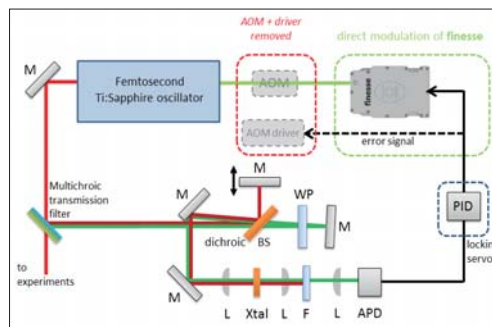 AOM + driver
removed
direct modulation of finesse
M
Femtosecond
Ti:Sapphire oscillator
AOM
finesse
AOM driver
error signal
M
Multichroic
transmission
filter
M
WP
M
PID
dichroic
BS
locking
servo
to
experiments
M
L
Xtal
L
F
L
APD